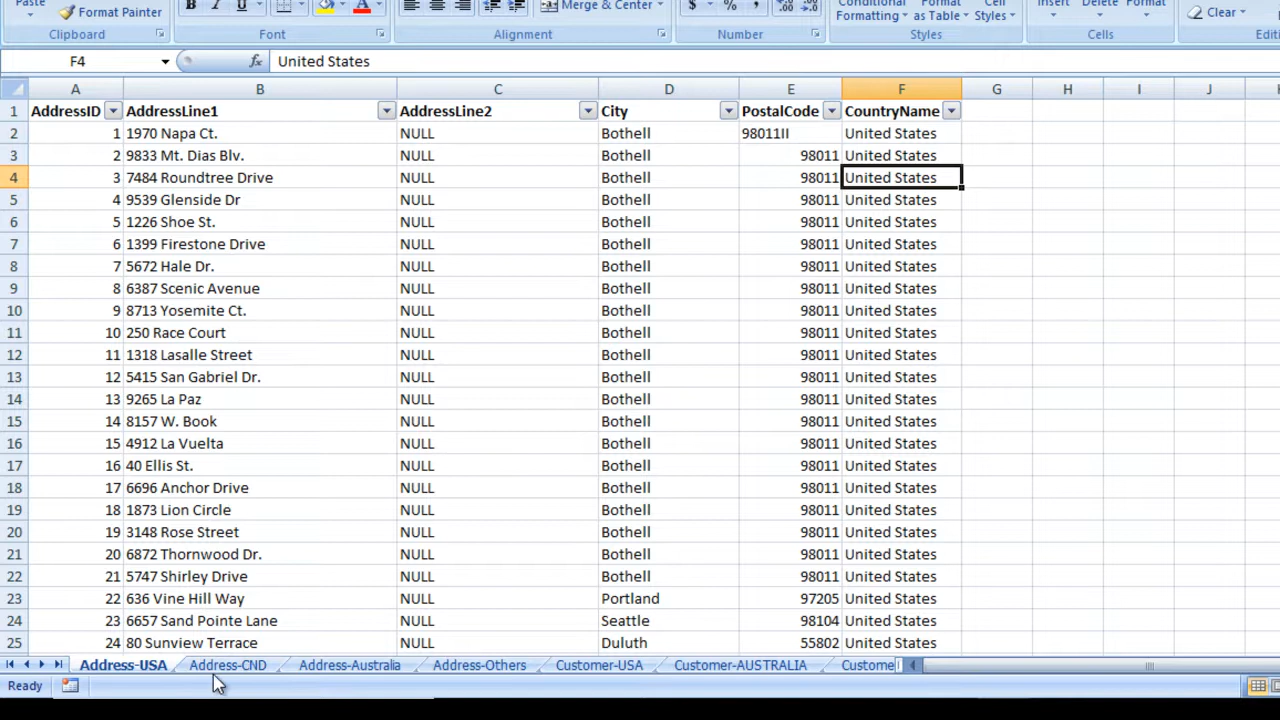 Paste
Format Painter
B I U A
Merge & Center
$ % ,
Conditional Formatting
Format as Table
Cell Styles
Insert Delete Format
Clear
Clipboard Font Alignment Number Styles Cells
F4 fx United States
A B C D E F G H I J
1 AddressID AddressLine1 AddressLine2 City PostalCode CountryName
2 1 1970 Napa Ct. NULL Bothell 98011II United States
3 2 9833 Mt. Dias Blv. NULL Bothell 98011 United States
4 3 7484 Roundtree Drive NULL Bothell 98011 United States
5 4 9539 Glenside Dr NULL Bothell 98011 United States
6 5 1226 Shoe St. NULL Bothell 98011 United States
7 6 1399 Firestone Drive NULL Bothell 98011 United States
8 7 5672 Hale Dr. NULL Bothell 98011 United States
9 8 6387 Scenic Avenue NULL Bothell 98011 United States
10 9 8713 Yosemite Ct. NULL Bothell 98011 United States
11 10 250 Race Court NULL Bothell 98011 United States
12 11 1318 Lasalle Street NULL Bothell 98011 United States
13 12 5415 San Gabriel Dr. NULL Bothell 98011 United States
14 13 9265 La Paz NULL Bothell 98011 United States
15 14 8157 W. Book NULL Bothell 98011 United States
16 15 4912 La Vuelta NULL Bothell 98011 United States
17 16 40 Ellis St. NULL Bothell 98011 United States
18 17 6696 Anchor Drive NULL Bothell 98011 United States
19 18 1873 Lion Circle NULL Bothell 98011 United States
20 19 3148 Rose Street NULL Bothell 98011 United States
21 20 6872 Thornwood Dr. NULL Bothell 98011 United States
22 21 5747 Shirley Drive NULL Bothell 98011 United States
23 22 636 Vine Hill Way NULL Portland 97205 United States
24 23 6657 Sand Pointe Lane NULL Seattle 98104 United States
25 24 80 Sunview Terrace NULL Duluth 55802 United States
Address-USA Address-CND Address-Australia Address-Others Customer-USA Customer-AUSTRALIA Custome
Ready